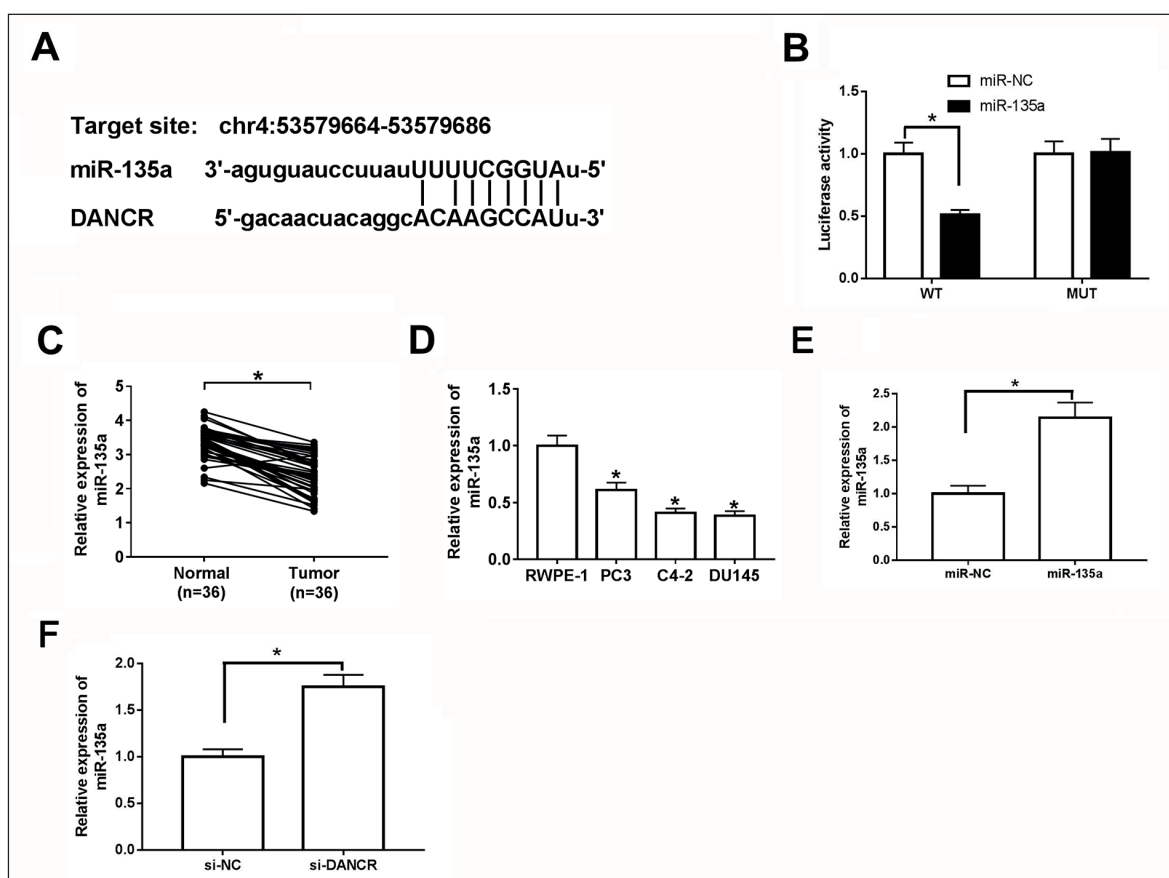 A
Target site: chr4:53579664-53579686
miR-135a 3'-aguguauccuuauUUUUCGGUAu-5'
DANCR 5'-gacaacuacaggcACAAGCCAUu-3'
B
miR-NC
miR-135a
Luciferase activity
1.5
1.0
0.5
0.0
*
WT MUT
C
Relative expression of
miR-135a
5
4
3
2
1
0
*
Normal Tumor
(n=36) (n=36)
D
Relative expression of
miR-135a
1.5
1.0
0.5
0.0
* * *
RWPE-1 PC3 C4-2 DU145
E
Relative expression of
miR-135a
2.5
2.0
1.5
1.0
0.5
0.0
*
miR-NC miR-135a
F
Relative expression of
miR-135a
2.0
1.5
1.0
0.5
0.0
*
si-NC si-DANCR